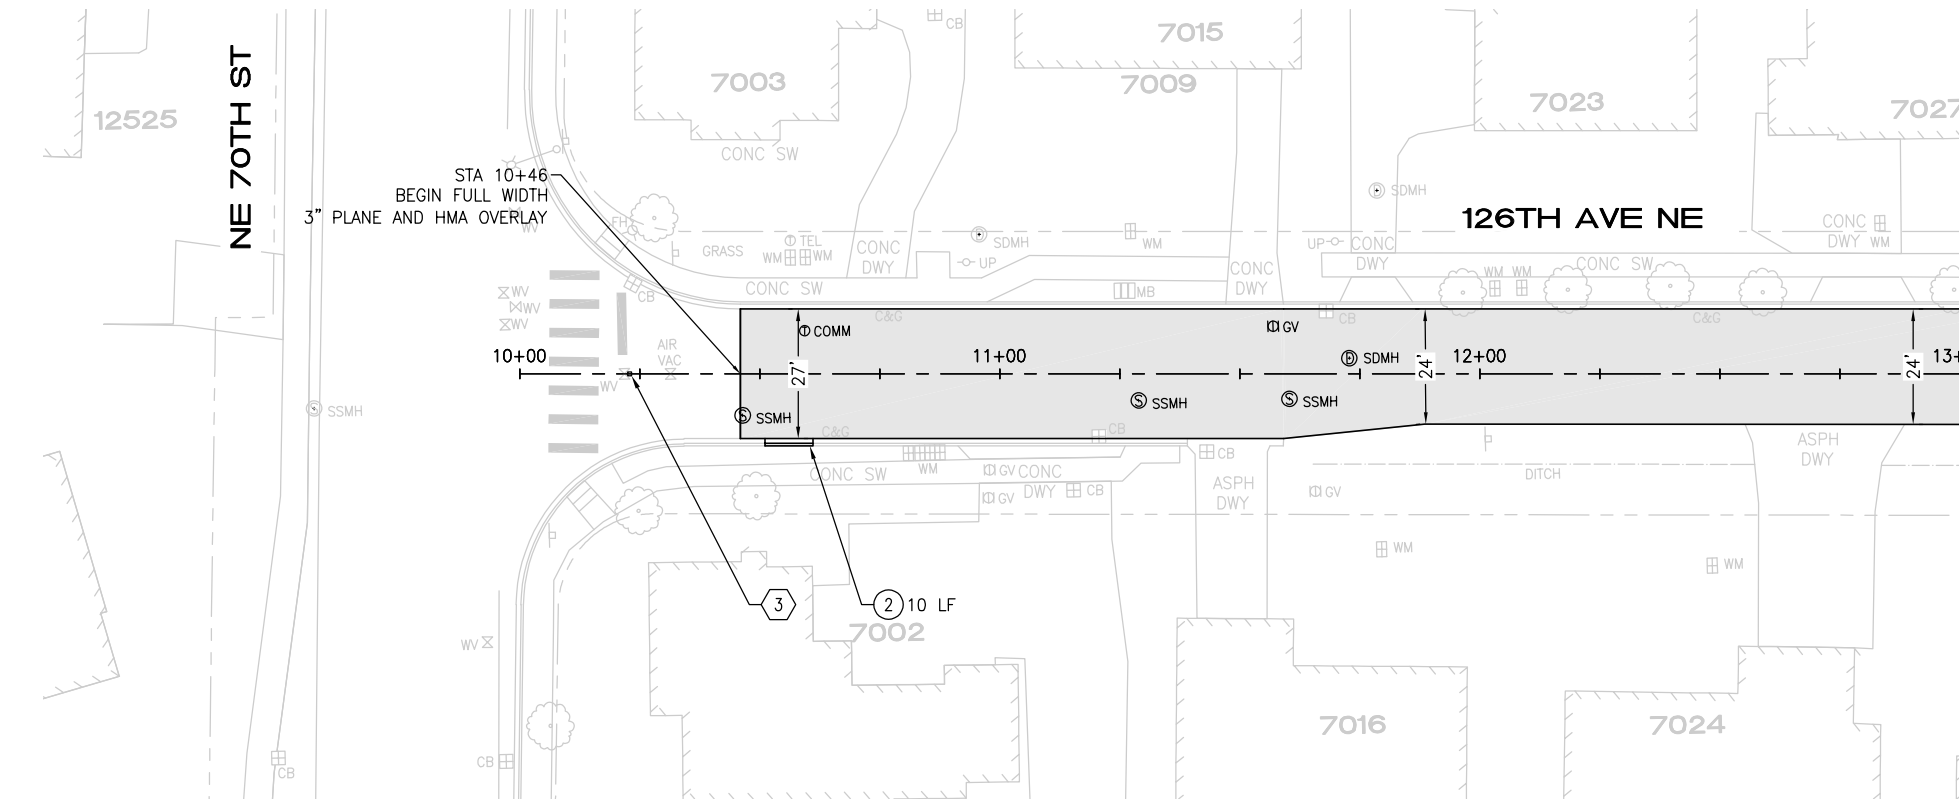 7015
CB
7003
7009
7023
7027
12525
NE 70TH ST
CONC SW
STA 10+46
BEGIN FULL WIDTH
3" PLANE AND HMA OVERLAY
SDMH
126TH AVE NE
FH
WV
GRASS
TEL
WM
WM
CONC
DWY
SDMH
UP
WM
UP
CONC
DWY
CONC
DWY
WM
CONC
DWY
WM WM
CONC SW
WV
WV
WV
CB
CONC SW
MB
C&G
CB
C&G
COMM
GV
AIR
VAC
10+00
11+00
SDMH
12+00
13+
27'
24'
24'
WV
SSMH
SSMH
SSMH
SSMH
C&G
CB
CB
CONC SW
WM
GV
CONC
DWY
GV
CB
ASPH
DWY
GV
DITCH
ASPH
DWY
WM
WM
3
2
10 LF
7002
WV
7016
7024
CB
CB